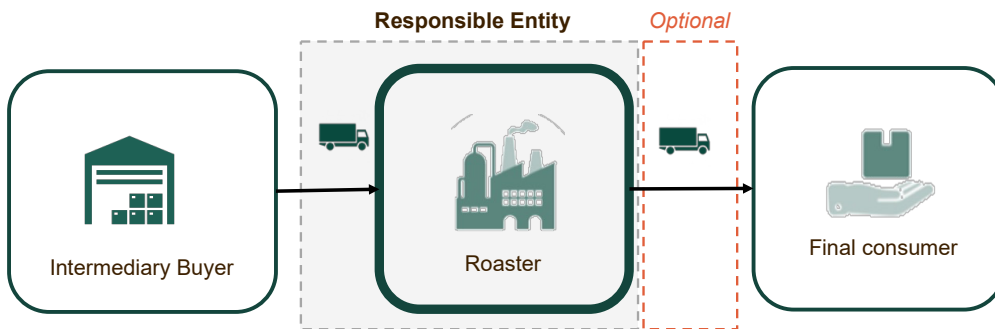 Responsible Entity
Optional
Intermediary Buyer
Roaster
Final consumer